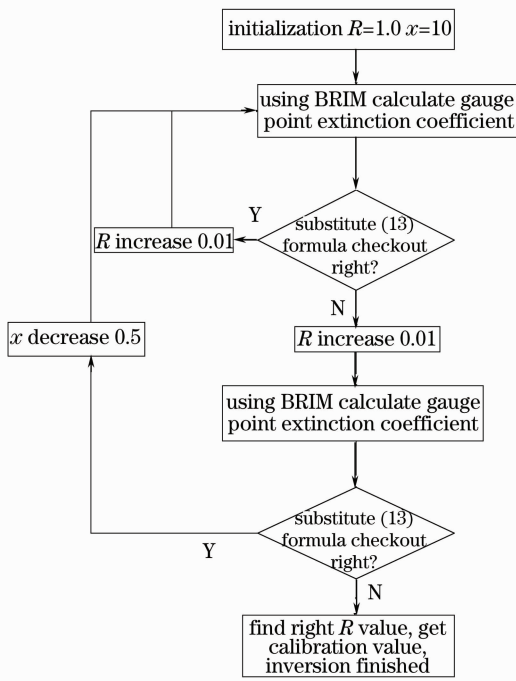 initialization R=1.0 x=10
using BRIM calculate gauge
point extinction coefficient
Y
substitute (13)
formula checkout
right?
R increase 0.01
N
x decrease 0.5
R increase 0.01
using BRIM calculate gauge
point extinction coefficient
substitute (13)
formula checkout
right?
Y
N
find right R value, get
calibration value,
inversion finished